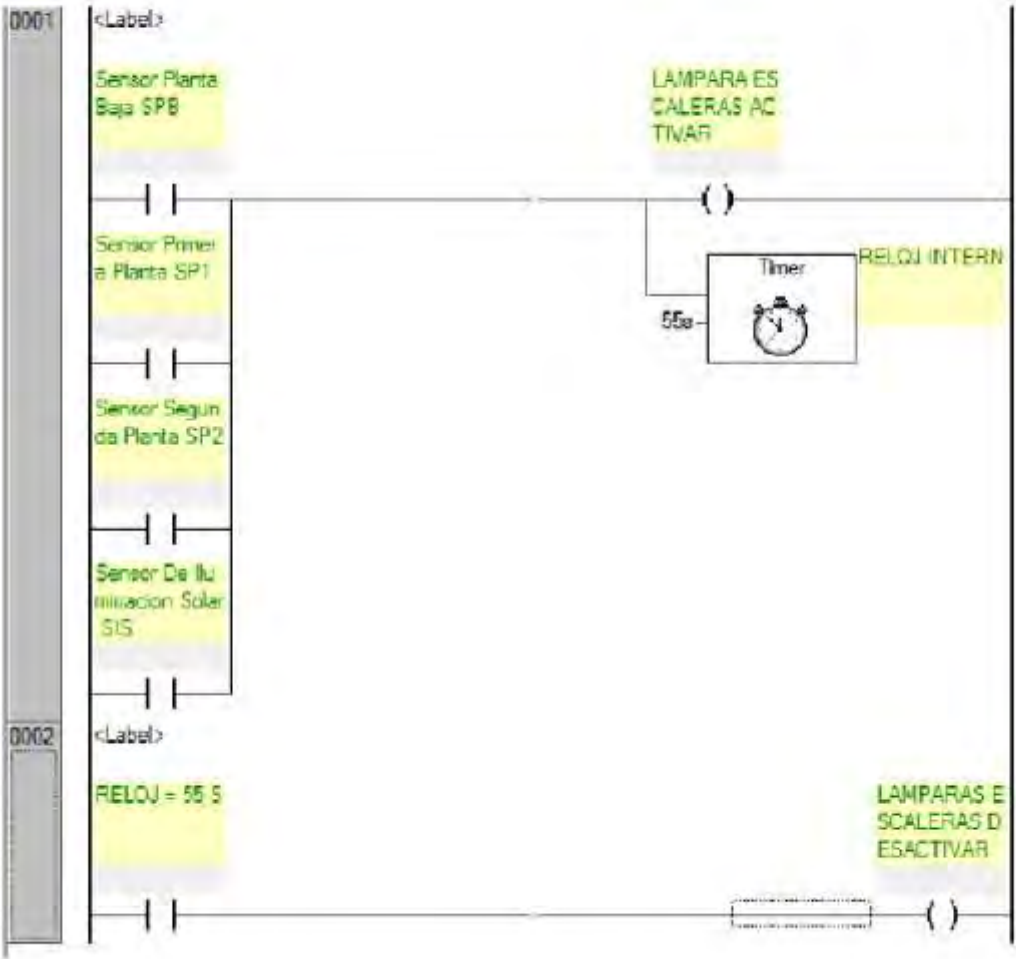 0001
<Label>
Sensor Planta
Baja SPB
LAMPARA ES
CALERAS AC
TIVAR
Sensor Primer
a Planta SP1
Timer
RELOJ INTERN
55s
Sensor Segun
da Planta SP2
Sensor De Ilu
minacion Solar
SIS
0002
<Label>
RELOJ = 55 S
LAMPARAS E
SCALERAS D
ESACTIVAR